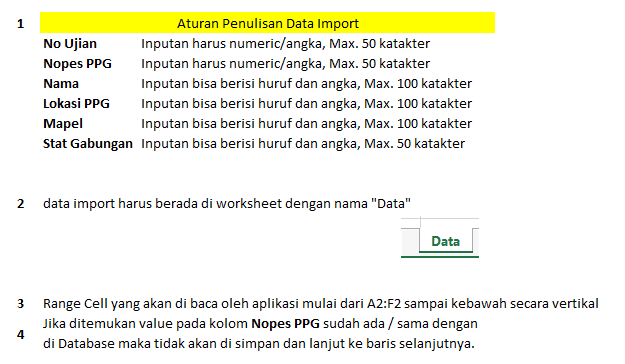 1 Aturan Penulisan Data Import
No Ujian Inputan harus numeric/angka, Max. 50 katakter
Nopes PPG Inputan harus numeric/angka, Max. 50 katakter
Nama Inputan bisa berisi huruf dan angka, Max. 100 katakter
Lokasi PPG Inputan bisa berisi huruf dan angka, Max. 100 katakter
Mapel Inputan bisa berisi huruf dan angka, Max. 100 katakter
Stat Gabungan Inputan bisa berisi huruf dan angka, Max. 50 katakter
2 data import harus berada di worksheet dengan nama "Data"
Data
3 Range Cell yang akan di baca oleh aplikasi mulai dari A2:F2 sampai kebawah secara vertikal
4 Jika ditemukan value pada kolom Nopes PPG sudah ada / sama dengan
di Database maka tidak akan di simpan dan lanjut ke baris selanjutnya.